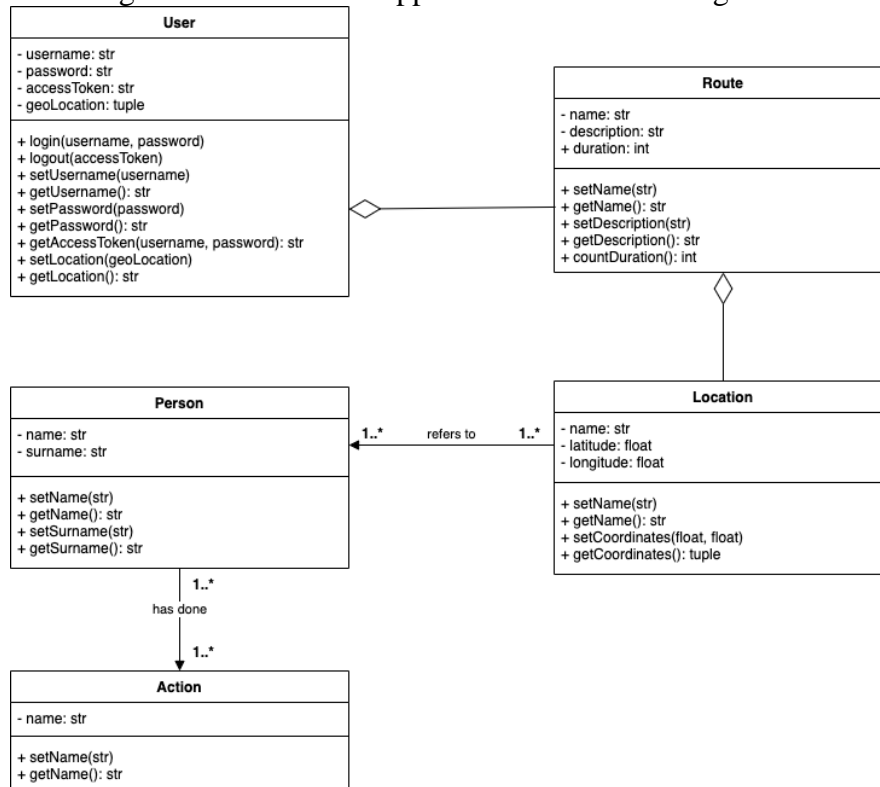 User
- username: str
- password: str
- accessToken: str
- geoLocation: tuple
+ login(username, password)
+ logout(accessToken)
+ setUsername(username)
+ getUsername(): str
+ setPassword(password)
+ getPassword(): str
+ getAccessToken(username, password): str
+ setLocation(geoLocation)
+ getLocation(): str
Route
- name: str
- description: str
+ duration: int
+ setName(str)
+ getName(): str
+ setDescription(str)
+ getDescription(): str
+ countDuration(): int
Person
- name: str
- surname: str
+ setName(str)
+ getName(): str
+ setSurname(str)
+ getSurname(): str
1..* refers to 1..*
Location
- name: str
- latitude: float
- longitude: float
+ setName(str)
+ getName(): str
+ setCoordinates(float, float)
+ getCoordinates(): tuple
1..*
has done
1..*
Action
- name: str
+ setName(str)
+ getName(): str